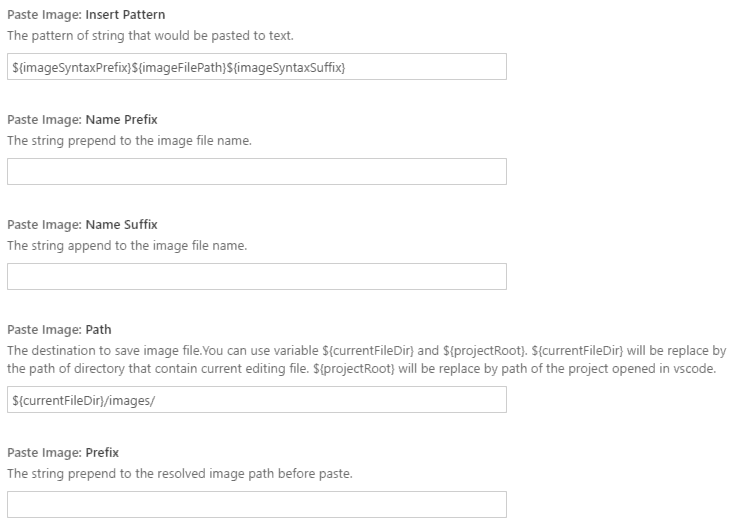 Paste Image: Insert Pattern
The pattern of string that would be pasted to text.
${imageSyntaxPrefix}${imageFilePath}${imageSyntaxSuffix}
Paste Image: Name Prefix
The string prepend to the image file name.
Paste Image: Name Suffix
The string append to the image file name.
Paste Image: Path
The destination to save image file.You can use variable ${currentFileDir} and ${projectRoot}. ${currentFileDir} will be replace by
the path of directory that contain current editing file. ${projectRoot} will be replace by path of the project opened in vscode.
${currentFileDir}/images/
Paste Image: Prefix
The string prepend to the resolved image path before paste.